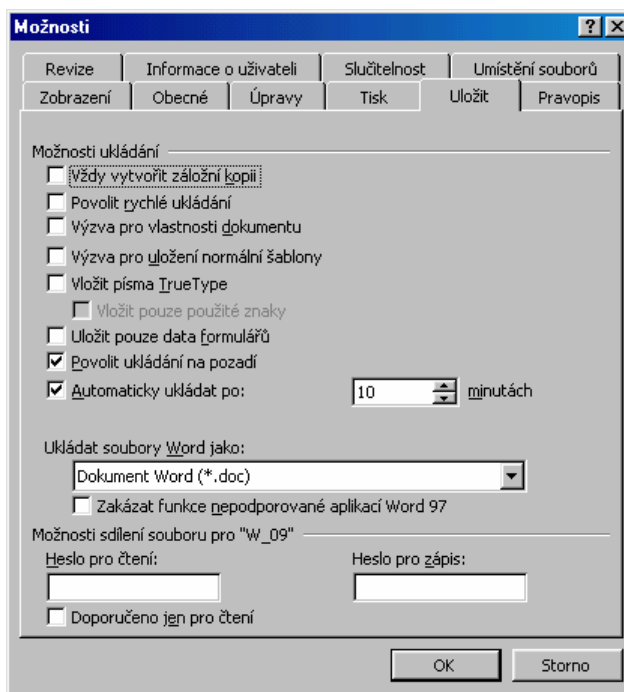 Možnosti
Revize Informace o uživateli Slučitelnost Umístění souborů
Zobrazení Obecné Úpravy Tisk Uložit Pravopis
Možnosti ukládání
Vždy vytvořit záložní kopii
Povolit rychlé ukládání
Výzva pro vlastnosti dokumentu
Výzva pro uložení normální šablony
Vložit písma TrueType
Vložit pouze použité znaky
Uložit pouze data formulářů
Povolit ukládání na pozadí
Automaticky ukládat po: 10 minutách
Ukládat soubory Word jako:
Dokument Word (*.doc)
Zakázat funkce nepodporované aplikací Word 97
Možnosti sdílení souboru pro "W_09"
Heslo pro čtení: Heslo pro zápis:
Doporučeno jen pro čtení
OK Storno